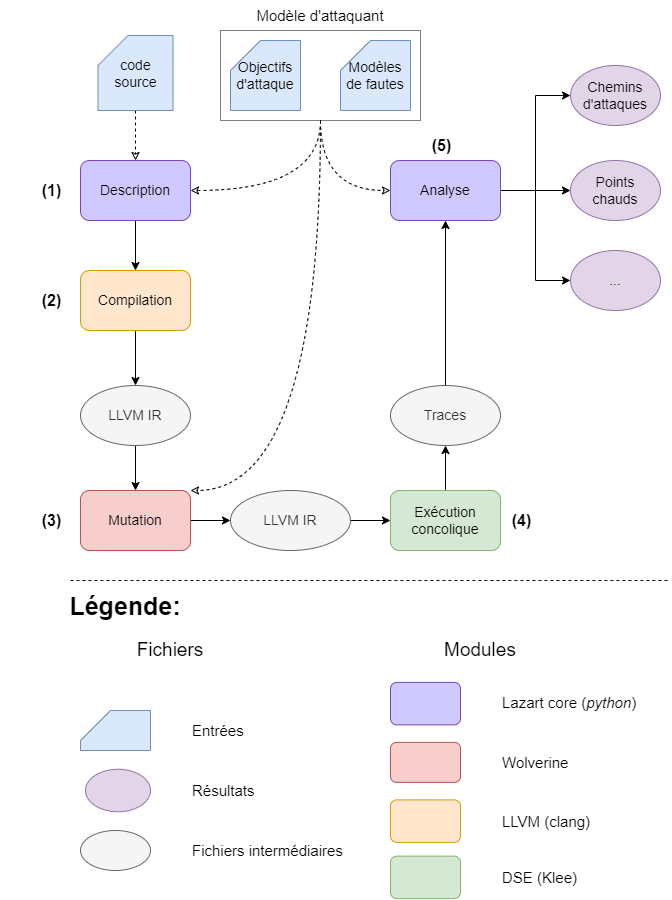 Modèle d'attaquant
code
source
Objectifs
d'attaque
Modèles
de fautes
Chemins
d'attaques
(5)
(1)
Description
Analyse
Points
chauds
(2)
Compilation
...
LLVM IR
Traces
(3)
Mutation
LLVM IR
Exécution
concolique
(4)
Légende:
Fichiers
Modules
Entrées
Lazart core (python)
Résultats
Wolverine
Fichiers intermédiaires
LLVM (clang)
DSE (Klee)